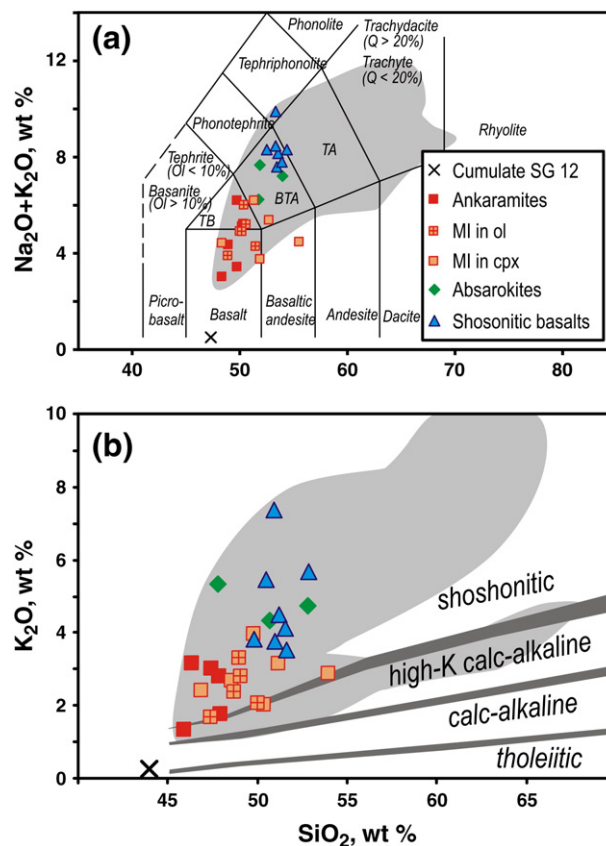 (a)
Phonolite
Trachydacite
(Q > 20%)
Trachyte
(Q < 20%)
Tephriphonolite
Phonotephrite
Tephrite
(Ol < 10%)
Basanite
(Ol > 10%)
TA
BTA
TB
Rhyolite
Picro-
basalt
Basalt
Basaltic
andesite
Andesite
Dacite
Cumulate SG 12
Ankaramites
MI in ol
MI in cpx
Absarokites
Shosonitic basalts
Na₂O+K₂O, wt %
12
8
4
0
40
50
60
70
80
(b)
shoshonitic
high-K calc-alkaline
calc-alkaline
tholeiitic
K₂O, wt %
10
8
6
4
2
0
45
50
55
60
65
SiO₂, wt %